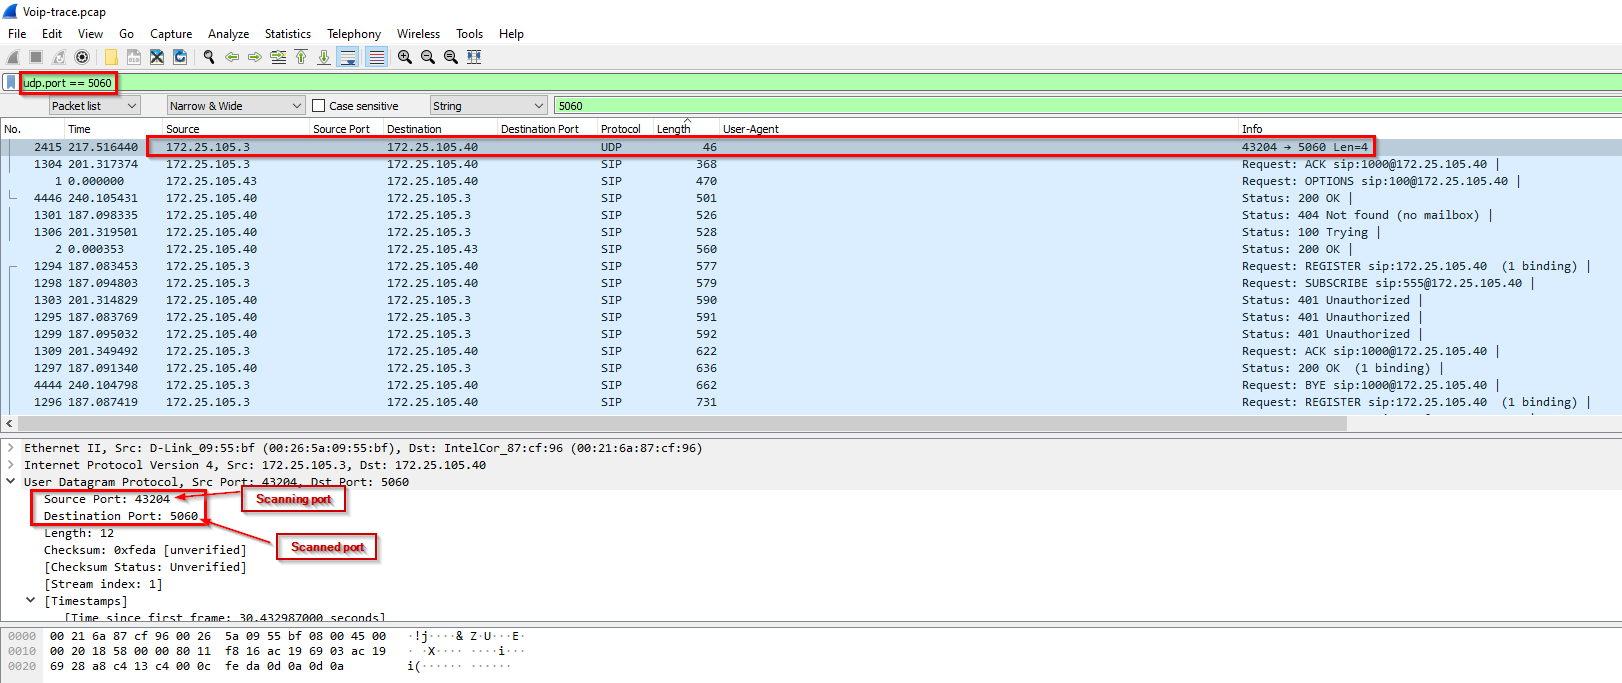 Voip-trace.pcap
File Edit View Go Capture Analyze Statistics Telephony Wireless Tools Help
udp.port == 5060
Packet list Narrow & Wide Case sensitive String 5060
No. Time Source Source Port Destination Destination Port Protocol Length User-Agent Info
2415 217.516440 172.25.105.3 172.25.105.40 UDP 46 43204 → 5060 Len=4
1304 201.317374 172.25.105.3 172.25.105.40 SIP 368 Request: ACK sip:1000@172.25.105.40 |
1 0.000000 172.25.105.43 172.25.105.40 SIP 470 Request: OPTIONS sip:100@172.25.105.40 |
4446 240.105431 172.25.105.40 172.25.105.3 SIP 501 Status: 200 OK |
1301 187.098335 172.25.105.40 172.25.105.3 SIP 526 Status: 404 Not found (no mailbox) |
1306 201.319501 172.25.105.40 172.25.105.3 SIP 528 Status: 100 Trying |
2 0.000353 172.25.105.40 172.25.105.43 SIP 560 Status: 200 OK |
1294 187.083453 172.25.105.3 172.25.105.40 SIP 577 Request: REGISTER sip:172.25.105.40 (1 binding) |
1298 187.094803 172.25.105.3 172.25.105.40 SIP 579 Request: SUBSCRIBE sip:555@172.25.105.40 |
1303 201.314829 172.25.105.40 172.25.105.3 SIP 590 Status: 401 Unauthorized |
1295 187.083769 172.25.105.40 172.25.105.3 SIP 591 Status: 401 Unauthorized |
1299 187.095032 172.25.105.40 172.25.105.3 SIP 592 Status: 401 Unauthorized |
1309 201.349492 172.25.105.3 172.25.105.40 SIP 622 Request: ACK sip:1000@172.25.105.40 |
1297 187.091340 172.25.105.40 172.25.105.3 SIP 636 Status: 200 OK (1 binding) |
4444 240.104798 172.25.105.3 172.25.105.40 SIP 662 Request: BYE sip:1000@172.25.105.40 |
1296 187.087419 172.25.105.3 172.25.105.40 SIP 731 Request: REGISTER sip:172.25.105.40 (1 binding) |
Ethernet II, Src: D-Link_09:55:bf (00:26:5a:09:55:bf), Dst: IntelCor_87:cf:96 (00:21:6a:87:cf:96)
Internet Protocol Version 4, Src: 172.25.105.3, Dst: 172.25.105.40
User Datagram Protocol, Src Port: 43204, Dst Port: 5060
Source Port: 43204 Scanning port
Destination Port: 5060
Length: 12
Scanned port
Checksum: 0xfeda [unverified]
[Checksum Status: Unverified]
[Stream index: 1]
[Timestamps]
[Time since first frame: 30.432987000 seconds]
0000 00 21 6a 87 cf 96 00 26 5a 09 55 bf 08 00 45 00 ·!j····& Z·U···E·
0010 00 20 18 58 00 00 80 11 f8 16 ac 19 69 03 ac 19 · ·X···· ····i···
0020 69 28 a8 c4 13 c4 00 0c fe da 0d 0a 0d 0a i(······ ······